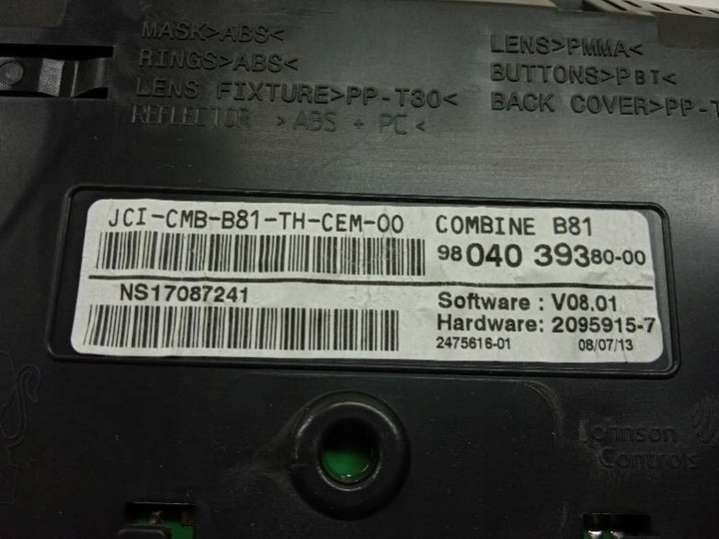 MASK>ABS<
RINGS>ABS<
LENS FIXTURE>PP-T30<
REFLECTOR >ABS + PC<
LENS>PMMA<
BUTTONS>PBT<
BACK COVER>PP-T
JCI-CMB-B81-TH-CEM-00
COMBINE B81
98 040 393 80-00
NS17087241
Software : V08.01
Hardware: 2095915-7
2475616-01 08/07/13
Johnson
Controls